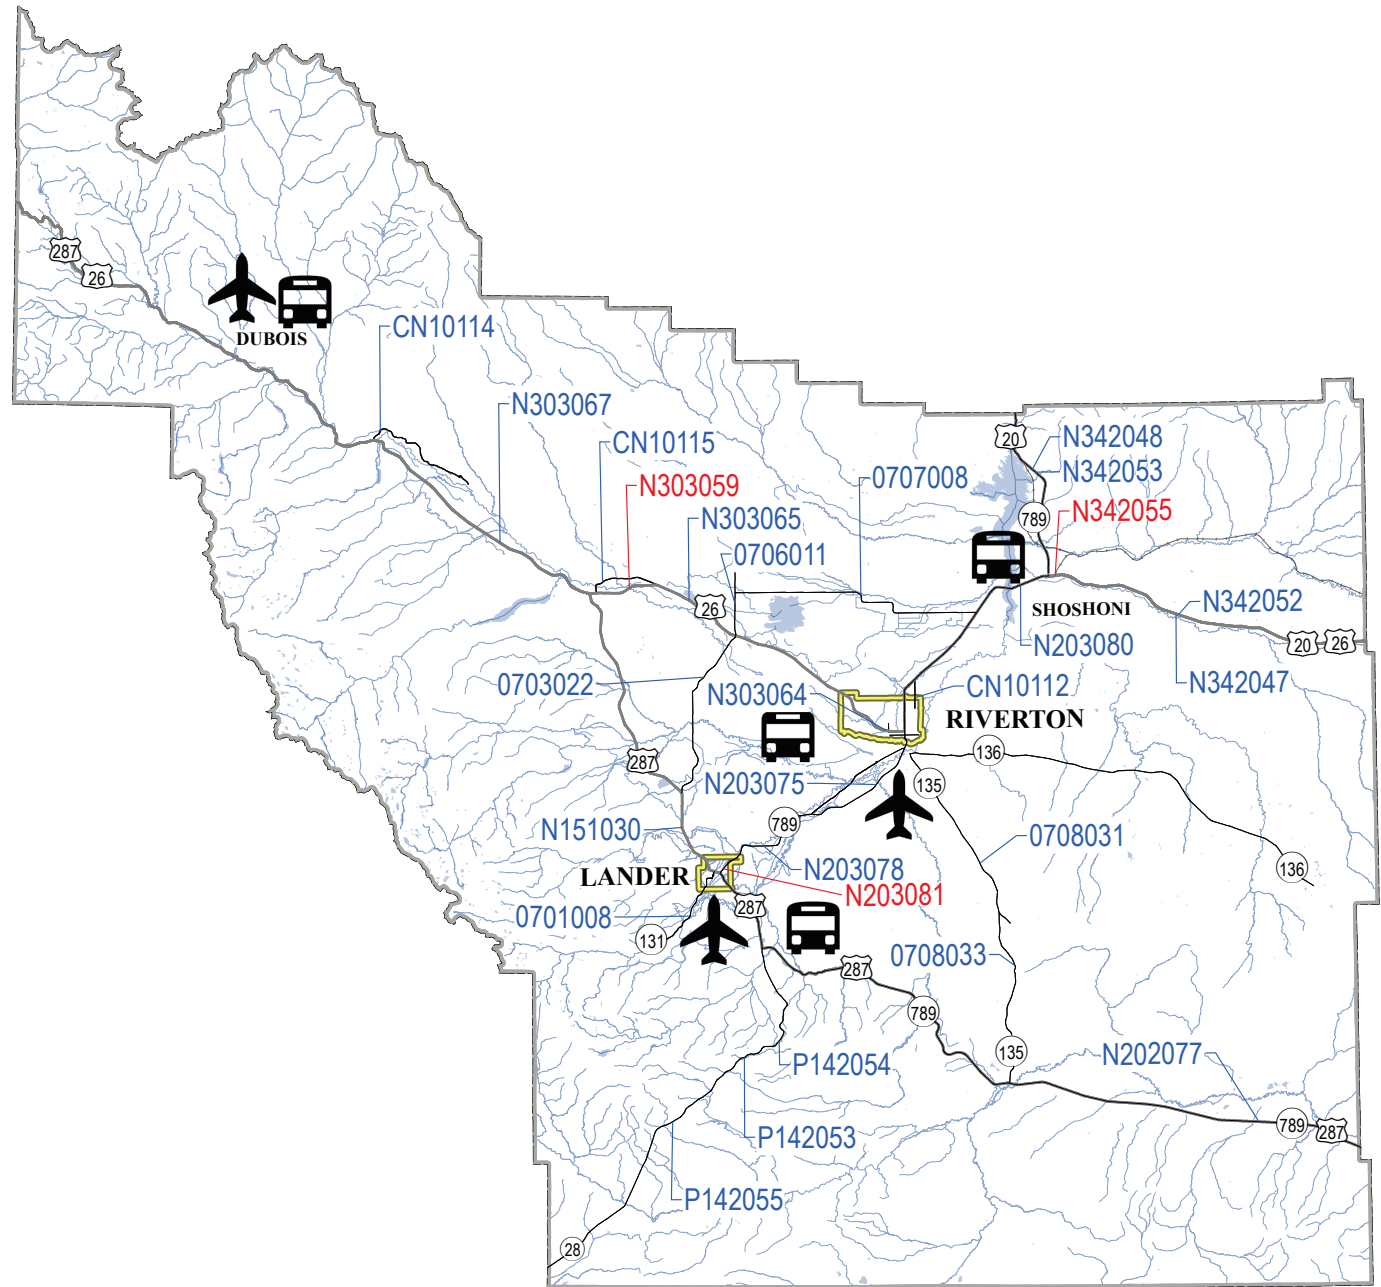 287
26
DUBOIS
CN10114
N303067
CN10115
N303059
N303065
0706011
0707008
20
N342048
N342053
789
N342055
26
SHOSHONI
N342052
20
26
N203080
N342047
0703022
N303064
CN10112
RIVERTON
287
136
N203075
135
N151030
789
0708031
136
LANDER
N203078
N203081
0701008
287
131
0708033
287
789
135
N202077
P142054
789
287
P142053
P142055
28